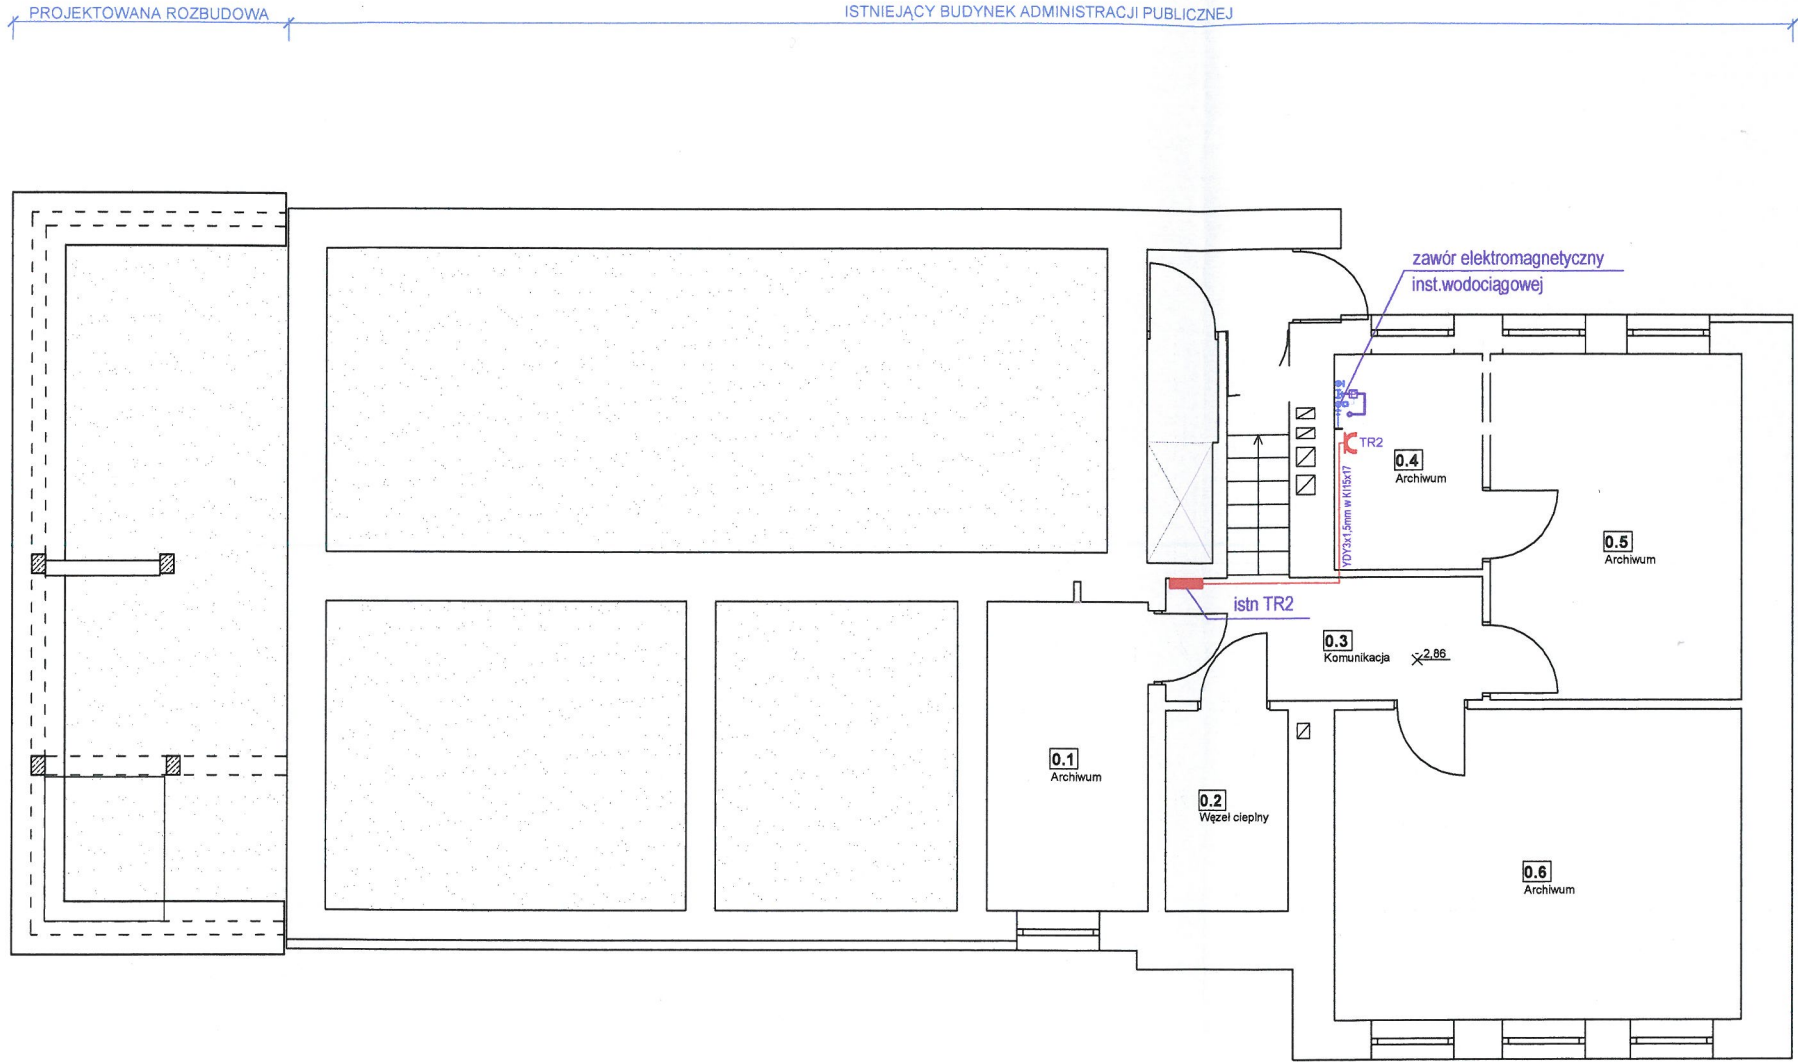 PROJEKTOWANA ROZBUDOWA
ISTNIEJĄCY BUDYNEK ADMINISTRACJI PUBLICZNEJ
zawór elektromagnetyczny
inst.wodociągowej
TR2
YDY3x1,5mm w KI15x17
0.4
Archiwum
0.5
Archiwum
istn TR2
0.3
Komunikacja
-2,86
0.1
Archiwum
0.2
Węzeł cieplny
0.6
Archiwum